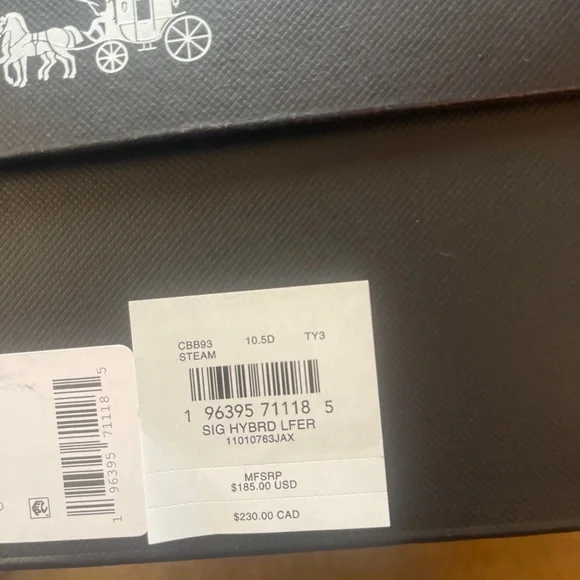 CBB93 10.5D TY3
STEAM
1 96395 71118 5
SIG HYBRD LFER
11010763JAX
MFSRP
$185.00 USD
$230.00 CAD
1 96395 71118 5